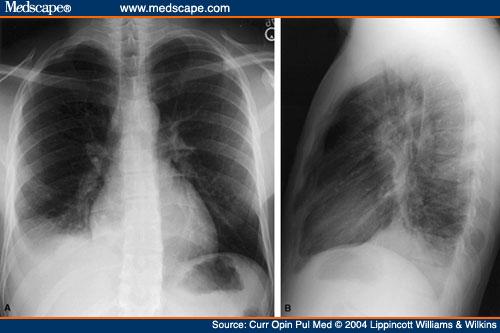 Medscape® www.medscape.com
A
B
Source: Curr Opin Pul Med © 2004 Lippincott Williams & Wilkins